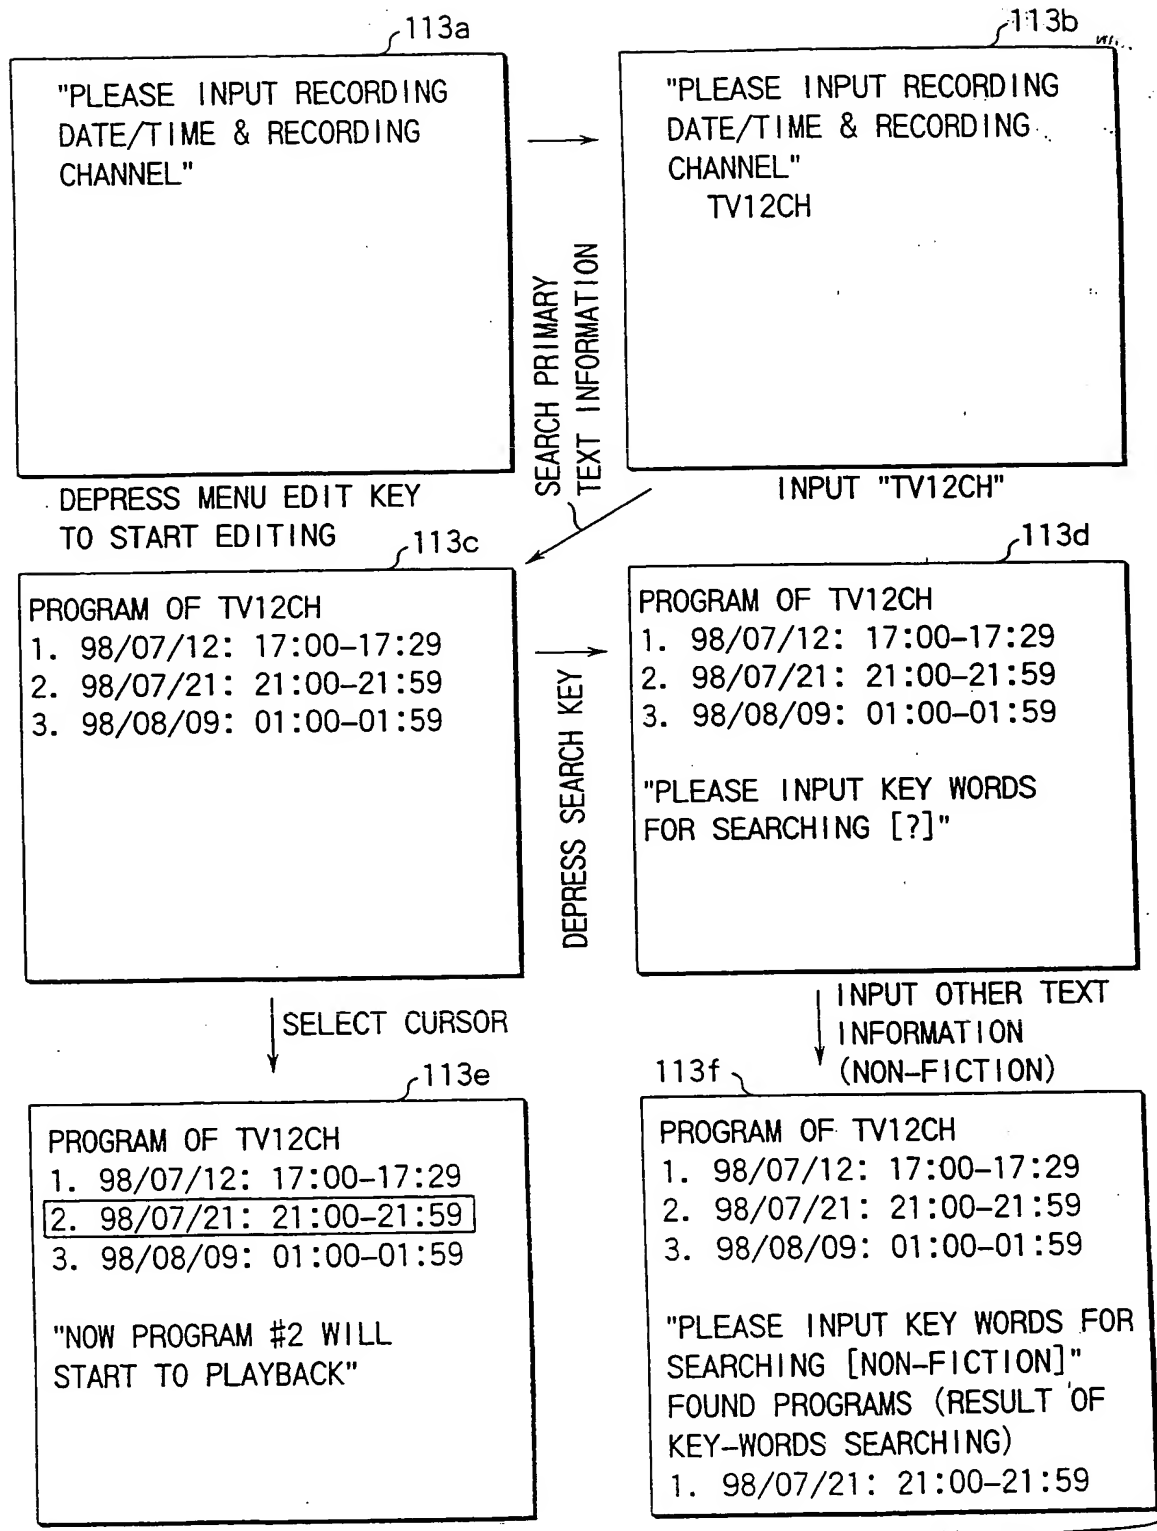 113a
"PLEASE INPUT RECORDING
DATE/TIME & RECORDING
CHANNEL"
DEPRESS MENU EDIT KEY
TO START EDITING
113b
"PLEASE INPUT RECORDING
DATE/TIME & RECORDING
CHANNEL"
TV12CH
INPUT "TV12CH"
SEARCH PRIMARY
TEXT INFORMATION
113c
PROGRAM OF TV12CH
1. 98/07/12: 17:00-17:29
2. 98/07/21: 21:00-21:59
3. 98/08/09: 01:00-01:59
DEPRESS SEARCH KEY
113d
PROGRAM OF TV12CH
1. 98/07/12: 17:00-17:29
2. 98/07/21: 21:00-21:59
3. 98/08/09: 01:00-01:59
"PLEASE INPUT KEY WORDS
FOR SEARCHING [?]"
SELECT CURSOR
INPUT OTHER TEXT
INFORMATION
(NON-FICTION)
113e
PROGRAM OF TV12CH
1. 98/07/12: 17:00-17:29
2. 98/07/21: 21:00-21:59
3. 98/08/09: 01:00-01:59
"NOW PROGRAM #2 WILL
START TO PLAYBACK"
113f
PROGRAM OF TV12CH
1. 98/07/12: 17:00-17:29
2. 98/07/21: 21:00-21:59
3. 98/08/09: 01:00-01:59
"PLEASE INPUT KEY WORDS FOR
SEARCHING [NON-FICTION]"
FOUND PROGRAMS (RESULT OF
KEY-WORDS SEARCHING)
1. 98/07/21: 21:00-21:59